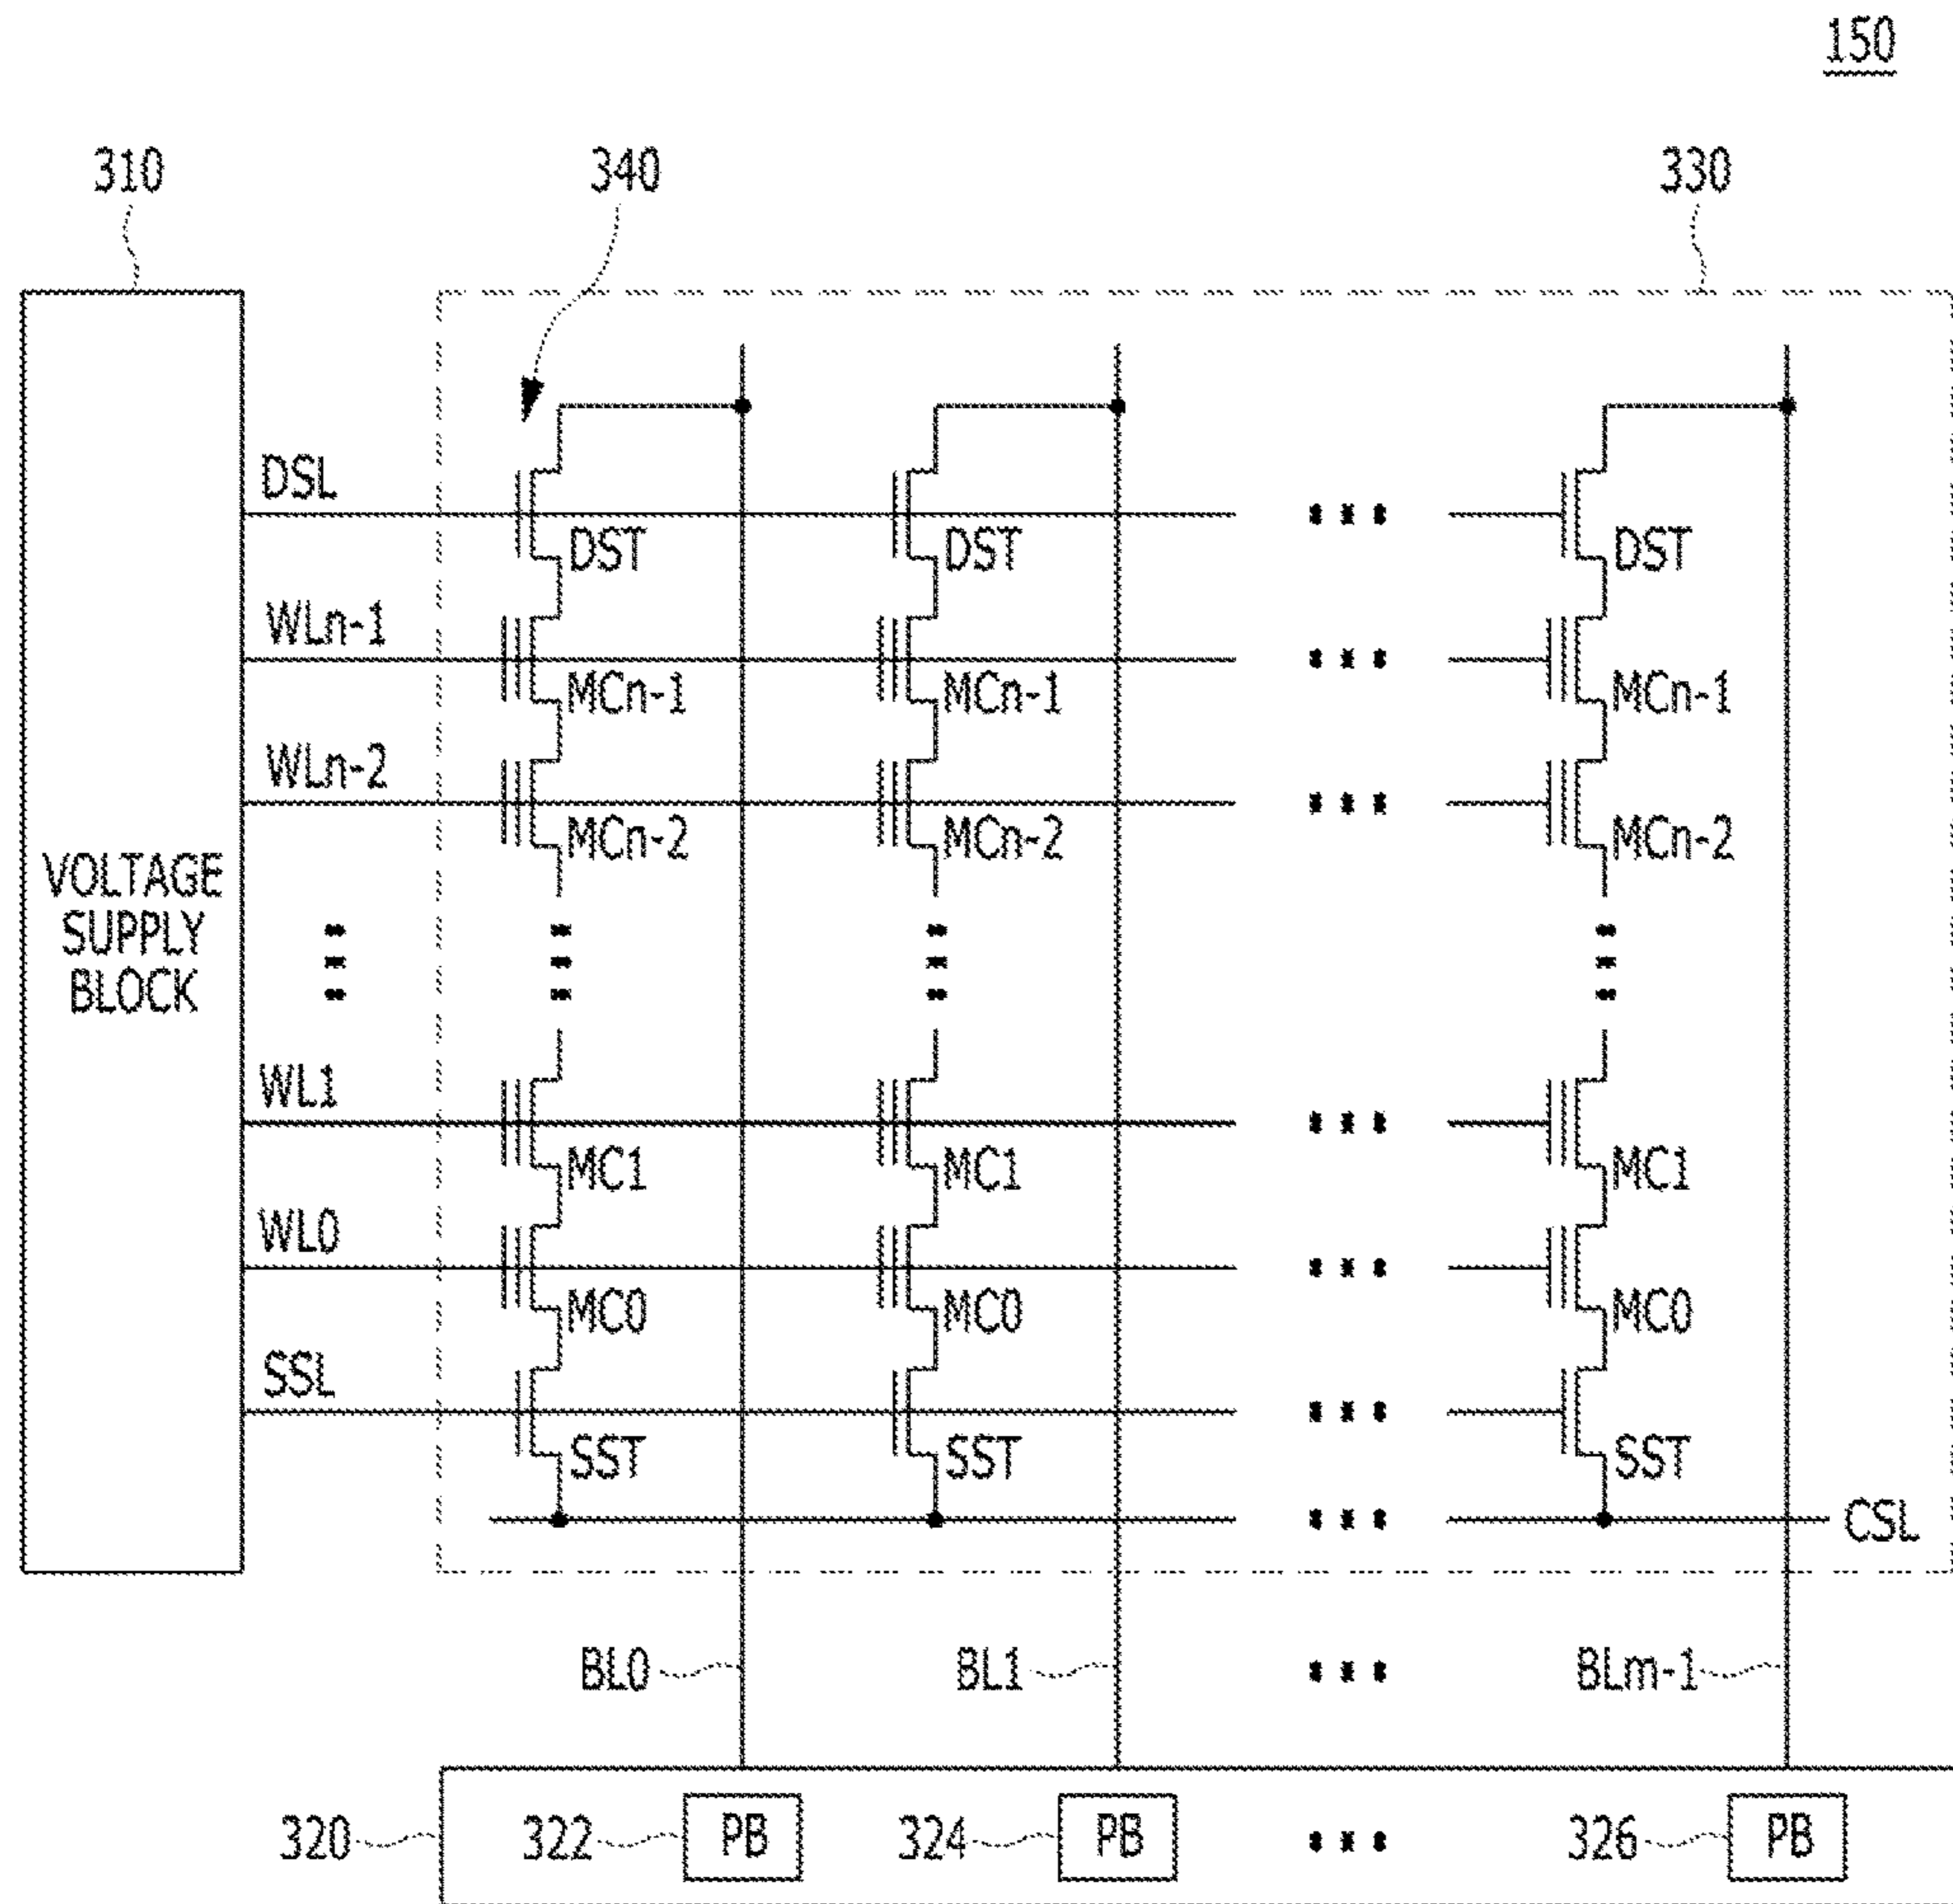 150
310 340 330
DSL
DST DST DST
WLn-1
MCn-1 MCn-1 MCn-1
WLn-2
MCn-2 MCn-2 MCn-2
VOLTAGE
SUPPLY
BLOCK
WL1
MC1 MC1 MC1
WL0
MC0 MC0 MC0
SSL
SST SST SST
CSL
BL0 BL1 BLm-1
320 322 PB 324 PB 326 PB